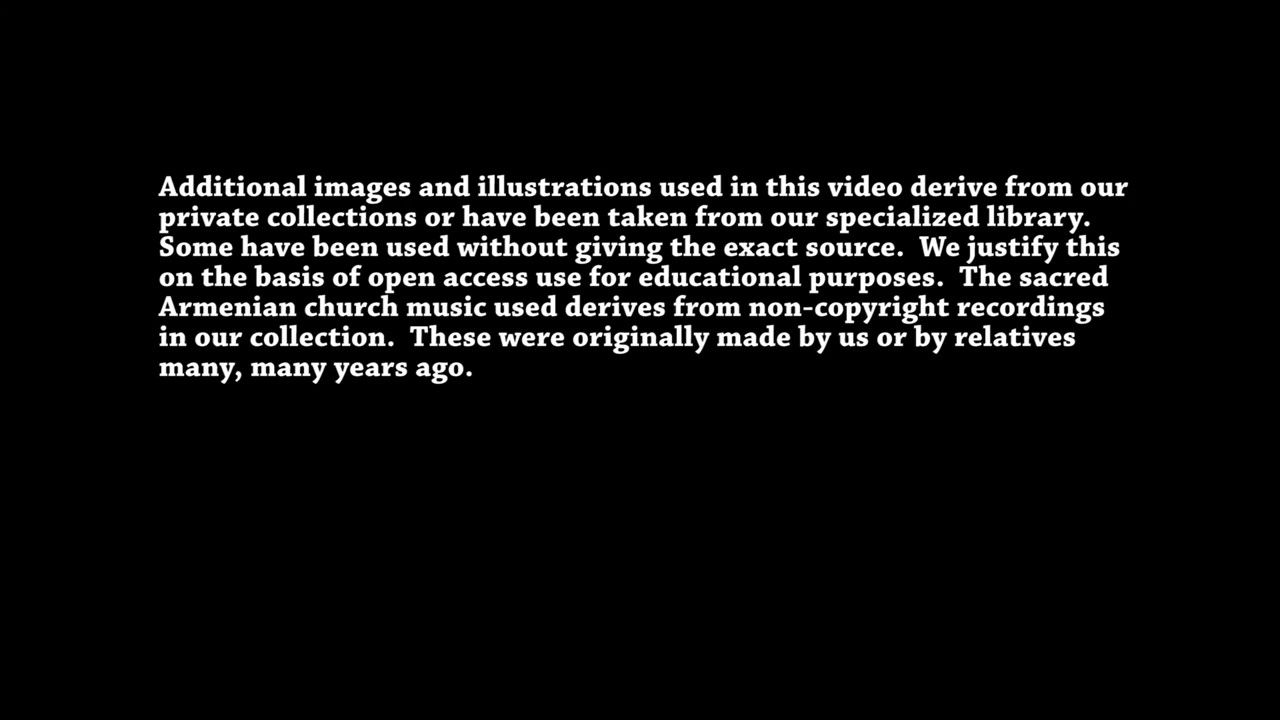 Additional images and illustrations used in this video derive from our
private collections or have been taken from our specialized library.
Some have been used without giving the exact source.  We justify this
on the basis of open access use for educational purposes.  The sacred
Armenian church music used derives from non-copyright recordings
in our collection.  These were originally made by us or by relatives
many, many years ago.